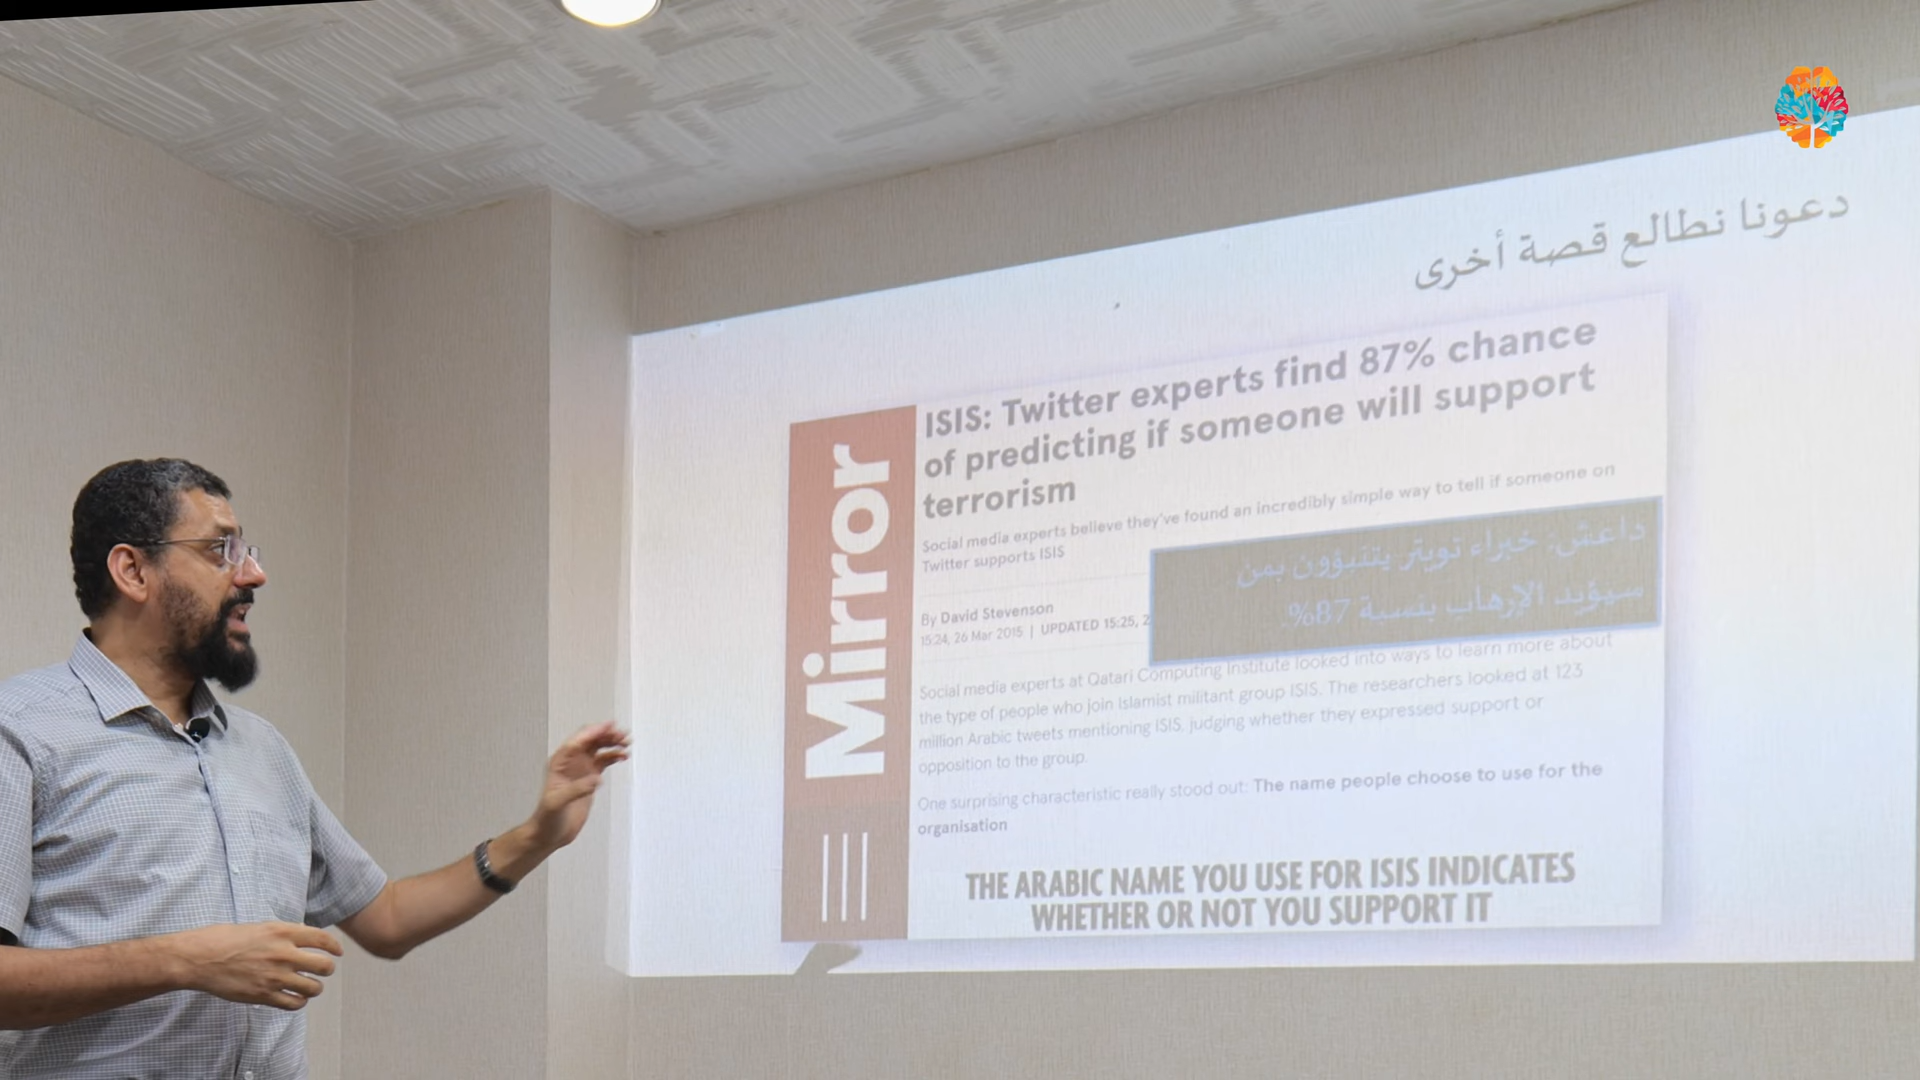 دعونا نطالع قصة أخرى
Mirror
ISIS: Twitter experts find 87% chance
of predicting if someone will support
terrorism
Social media experts believe they've found an incredibly simple way to tell if someone on
Twitter supports ISIS
داعش: خبراء تويتر يتنبؤون بمن
سيؤيد الإرهاب بنسبة 87%.
By David Stevenson
15:24, 26 Mar 2015 | UPDATED 15:25, 2
Social media experts at Qatari Computing Institute looked into ways to learn more about
the type of people who join Islamist militant group ISIS. The researchers looked at 123
million Arabic tweets mentioning ISIS, judging whether they expressed support or
opposition to the group.
One surprising characteristic really stood out: The name people choose to use for the
organisation
THE ARABIC NAME YOU USE FOR ISIS INDICATES
WHETHER OR NOT YOU SUPPORT IT